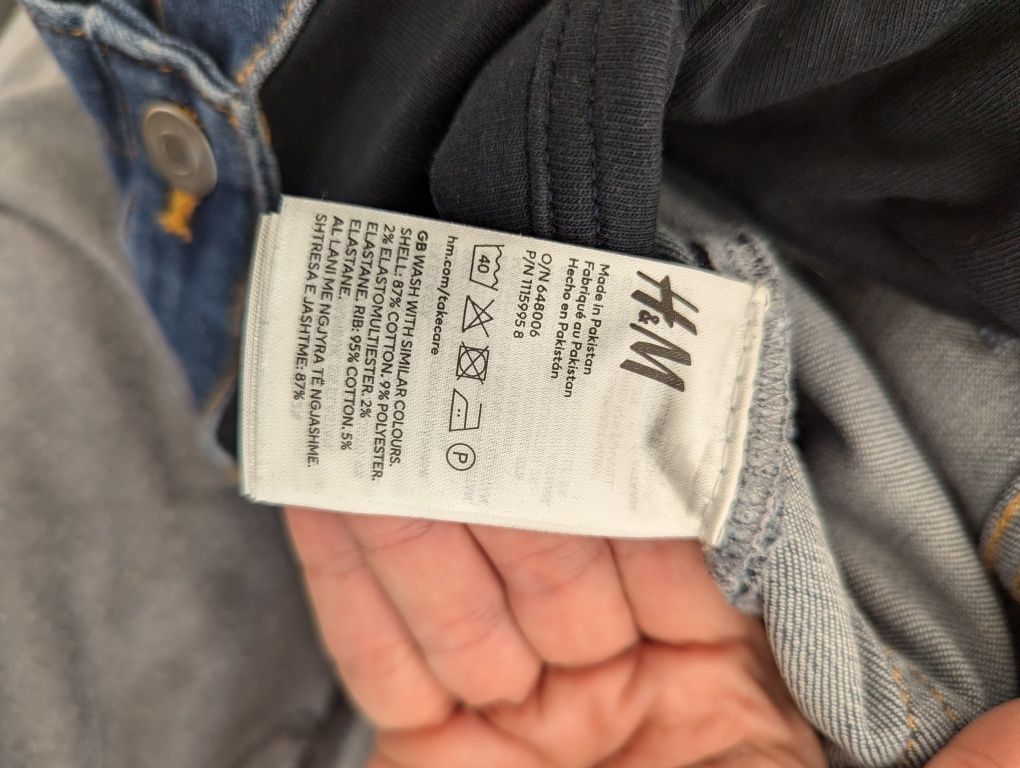 H&M
Made in Pakistan
Fabriqué au Pakistan
Hecho en Pakistán
O/N 648006
P/N 1115995 8
40
P
hm.com/takecare
GB WASH WITH SIMILAR COLOURS.
SHELL: 87% COTTON. 9% POLYESTER.
2% ELASTOMULTIESTER. 2%
ELASTANE. RIB: 95% COTTON. 5%
ELASTANE.
AL LANI ME NGJYRA TË NGJASHME.
SHTRESA E JASHTME: 87%